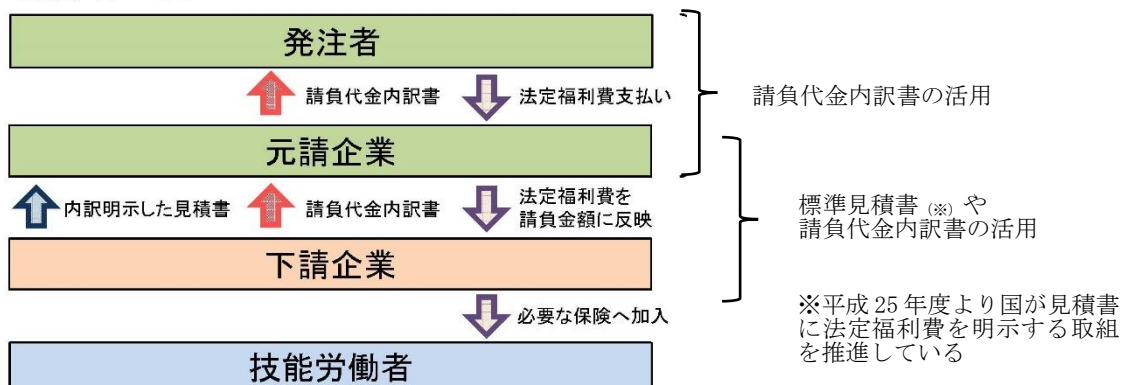 発注者
請負代金内訳書
法定福利費支払い
請負代金内訳書の活用
元請企業
内訳明示した見積書
請負代金内訳書
法定福利費を
請負金額に反映
標準見積書(※)や
請負代金内訳書の活用
下請企業
必要な保険へ加入
※平成25年度より国が見積書
に法定福利費を明示する取組
を推進している
技能労働者